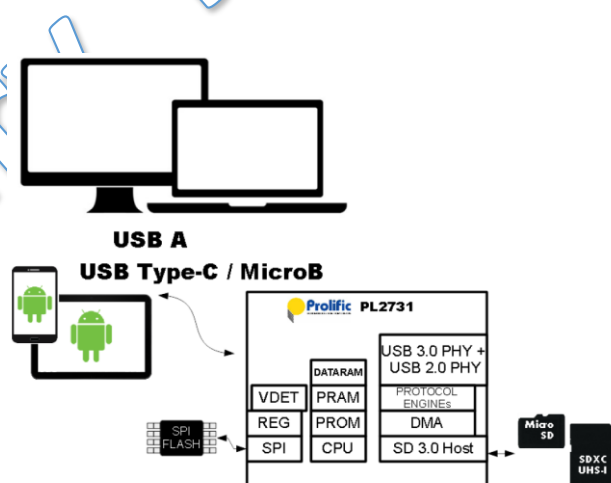 USB A
USB Type-C / MicroB
Prolific PL2731
USB 3.0 PHY +
USB 2.0 PHY
DATARAM
VDET
PRAM
PROTOCOL
ENGINEs
REG
PROM
DMA
SPI
CPU
SD 3.0 Host
SPI
FLASH
Micro
SD
SDXC
UHS-I